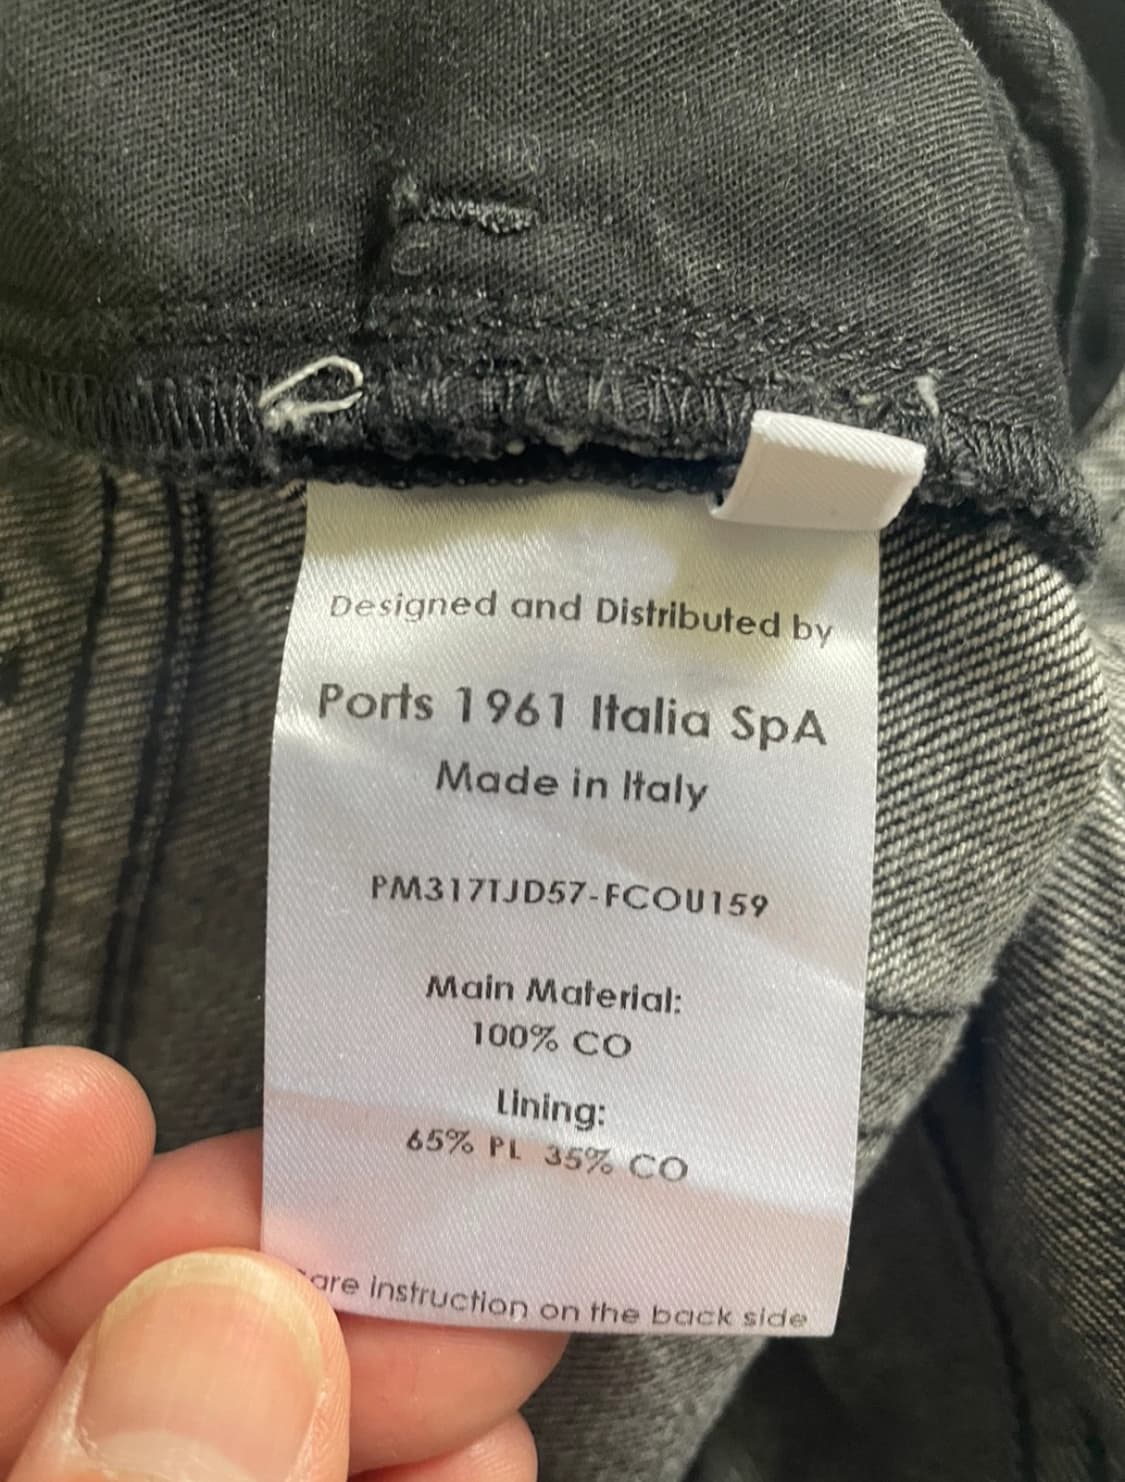 Designed and Distributed by
Ports 1961 Italia SpA
Made in Italy
PM317TJD57-FCOU159
Main Material:
100% CO
Lining:
65% PL 35% CO
are instruction on the back side